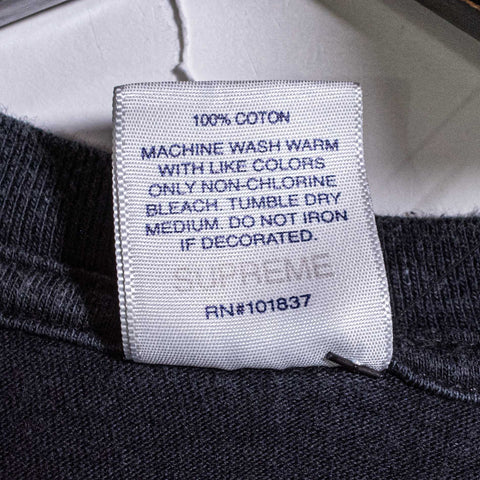 100% COTON
MACHINE WASH WARM
WITH LIKE COLORS
ONLY NON-CHLORINE
BLEACH. TUMBLE DRY
MEDIUM. DO NOT IRON
IF DECORATED.
SUPREME
RN#101837